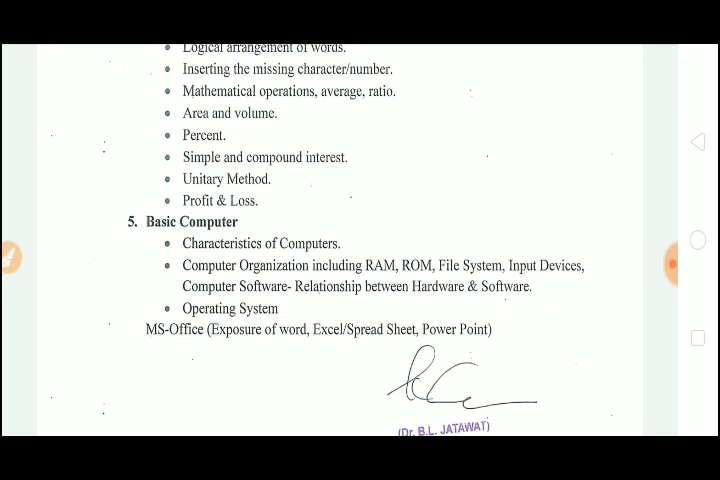 Logical arrangement of words.
Inserting the missing character/number.
Mathematical operations, average, ratio.
Area and volume.
Percent.
Simple and compound interest.
Unitary Method.
Profit & Loss.
5. Basic Computer
Characteristics of Computers.
Computer Organization including RAM, ROM, File System, Input Devices,
Computer Software- Relationship between Hardware & Software.
Operating System
MS-Office (Exposure of word, Excel/Spread Sheet, Power Point)
(Dr. B.L. JATAWAT)